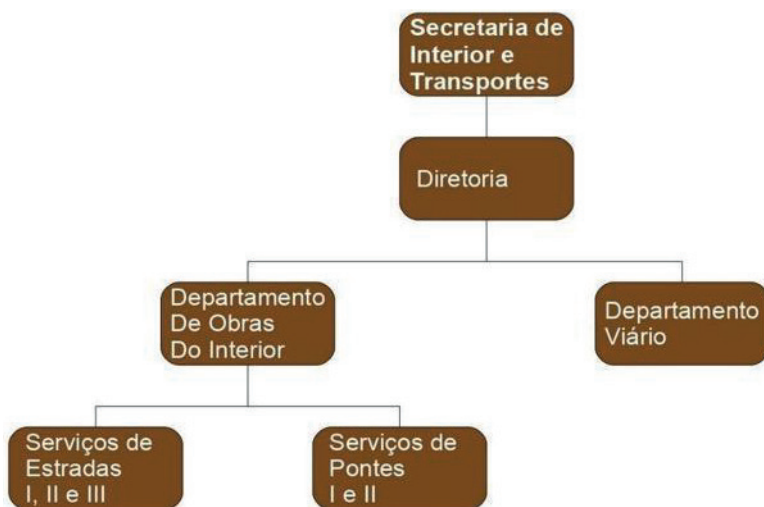 Secretaria de
Interior e
Transportes
Diretoria
Departamento
De Obras
Do Interior
Departamento
Viário
Serviços de
Estradas
I, II e III
Serviços de
Pontes
I e II